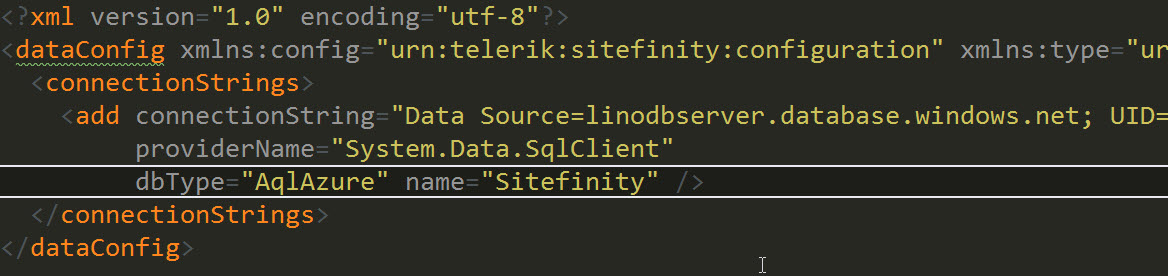 <?xml version="1.0" encoding="utf-8"?>
<dataConfig xmlns:config="urn:telerik:sitefinity:configuration" xmlns:type="ur
<connectionStrings>
<add connectionString="Data Source=linodbserver.database.windows.net; UID=
providerName="System.Data.SqlClient"
dbType="AqlAzure" name="Sitefinity" />
</connectionStrings>
</dataConfig>